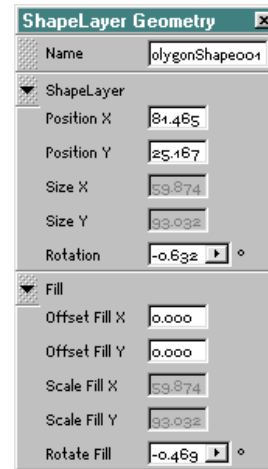 ShapeLayer Geometry
Name olygonShape001
ShapeLayer
Position X 81.465
Position Y 25.167
Size X 59.874
Size Y 93.032
Rotation -0.632 °
Fill
Offset Fill X 0.000
Offset Fill Y 0.000
Scale Fill X 59.874
Scale Fill Y 93.032
Rotate Fill -0.469 °